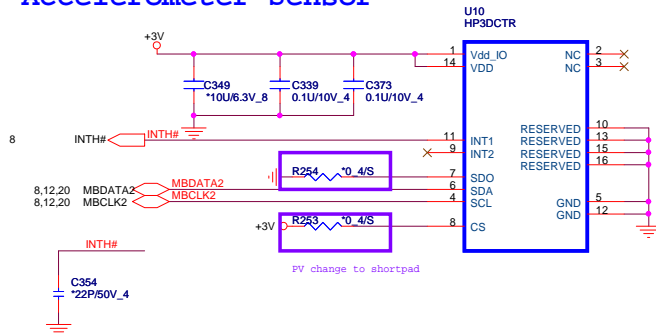 Accelerometer Sensor
U10
HP3DCTR
+3V
1 Vdd_IO NC 2
14 VDD NC 3
C349
*10U/6.3V_8
C339
0.1U/10V_4
C373
0.1U/10V_4
8 INTH# INTH# 11 INT1
9 INT2
RESERVED 10
RESERVED 13
RESERVED 15
RESERVED 16
R254 *0_4/S 7 SDO
8,12,20 MBDATA2 MBDATA2 6 SDA
8,12,20 MBCLK2 MBCLK2 4 SCL
GND 5
GND 12
+3V R253 *0_4/S 8 CS
INTH#
PV change to shortpad
C354
*22P/50V_4